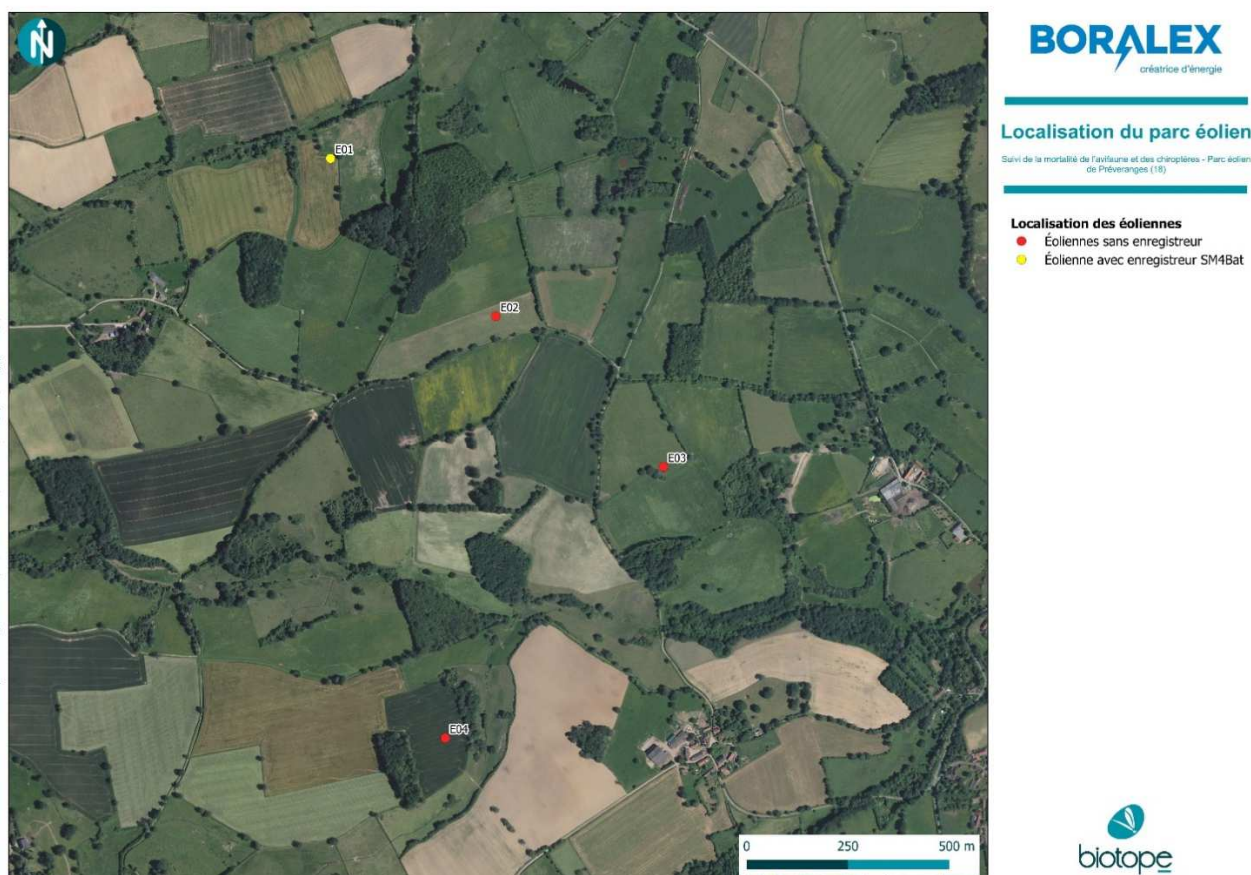 N
E01
E02
E03
E04
0 250 500 m
BORALEX
créatrice d'énergie
Localisation du parc éolien
Suivi de la mortalité de l'avifaune et des chiroptères - Parc éolien
de Préveranges (18)
Localisation des éoliennes
Éoliennes sans enregistreur
Éolienne avec enregistreur SM4Bat
biotope